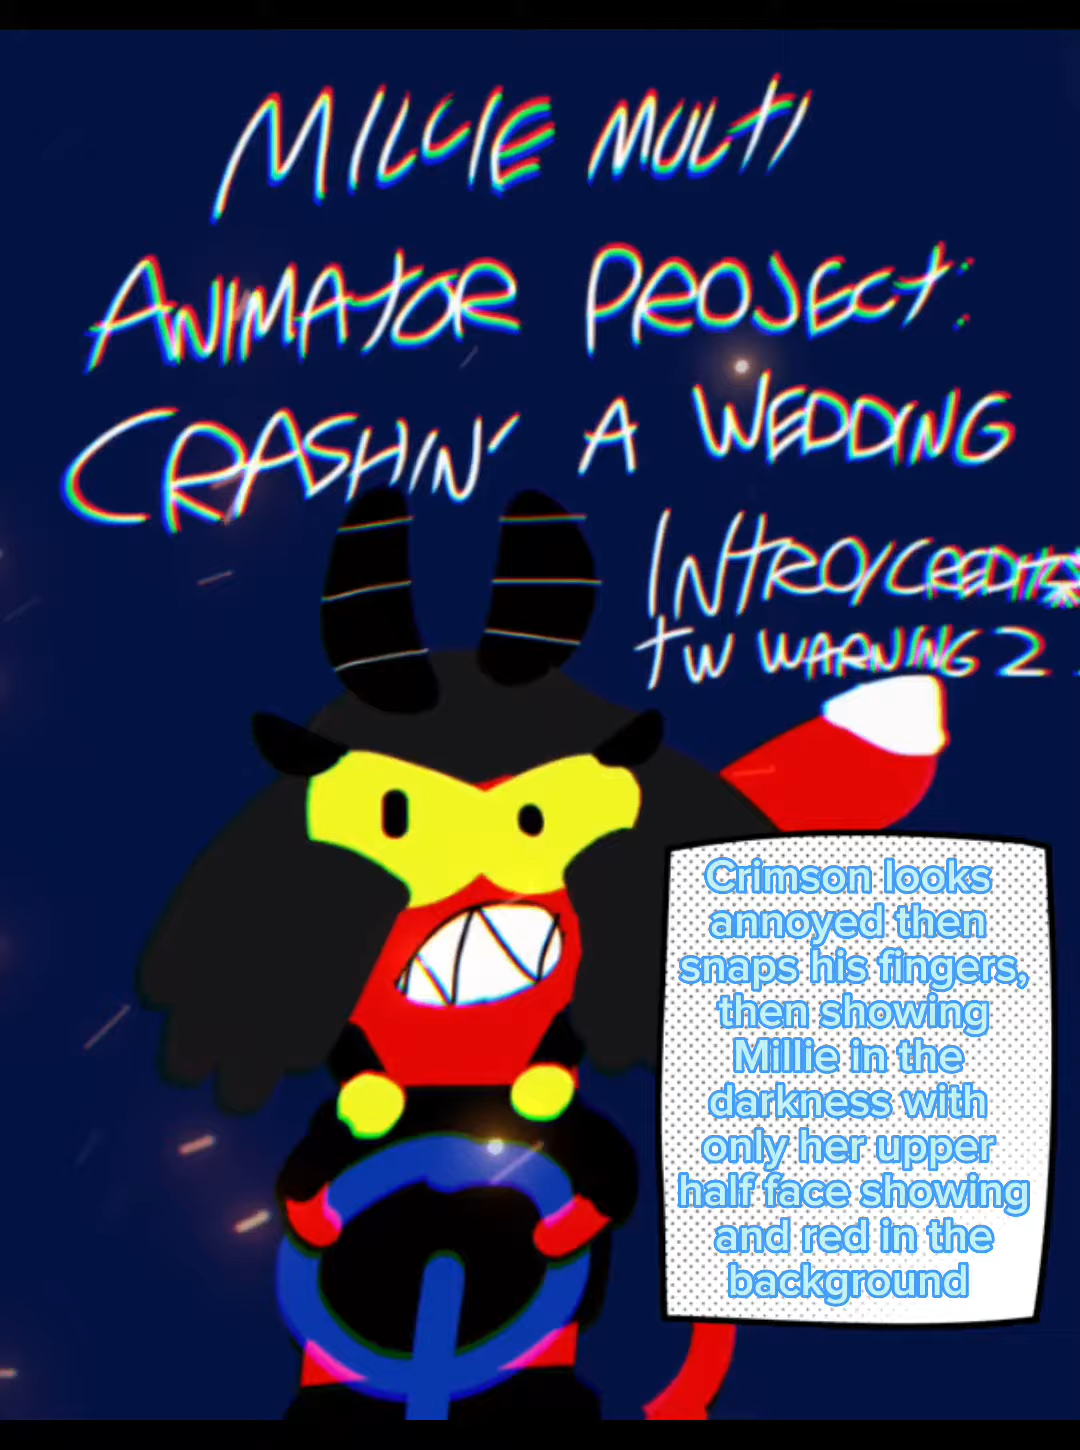 MILLIE MULTI
ANIMATOR PROJECT:
CRASHIN' A WEDDING
INTRO/CREDITS
TW WARNING 2
Crimson looks
annoyed then
snaps his fingers,
then showing
Millie in the
darkness with
only her upper
half face showing
and red in the
background